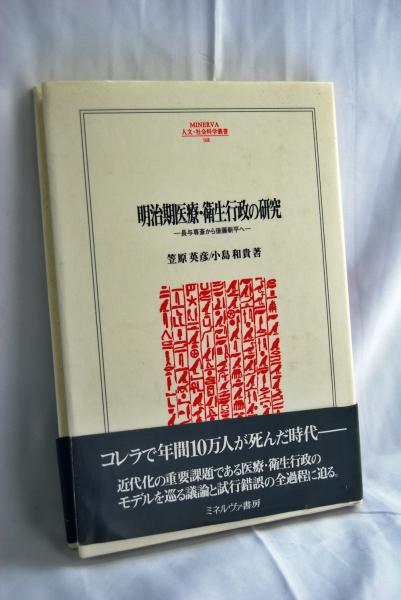 MINERVA
人文・社会科学叢書
168
明治期医療・衛生行政の研究
―長与専斎から後藤新平へ―
笠原英彦/小島和貴著
コレラで年間10万人が死んだ時代――
近代化の重要課題である医療・衛生行政の
モデルを巡る議論と試行錯誤の全過程に迫る。
ミネルヴァ書房